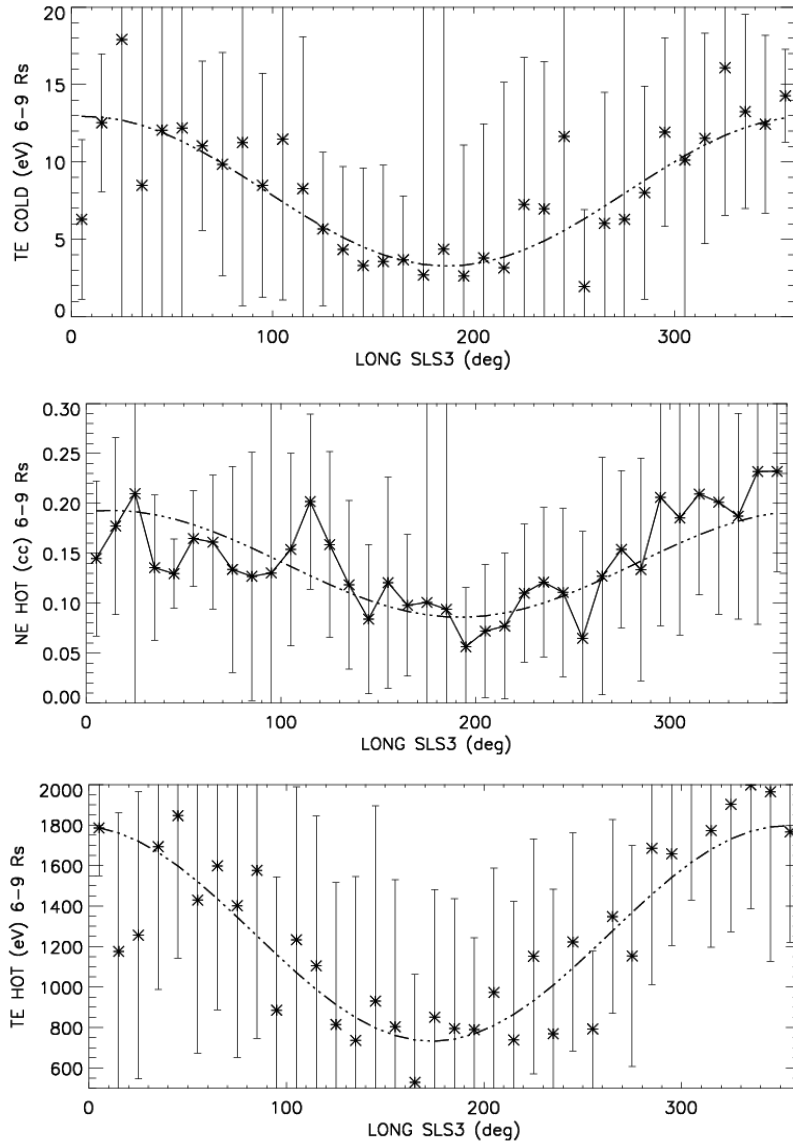 20
15
10
5
0
TE COLD (eV) 6-9 Rs
0 100 200 300
LONG SLS3 (deg)
0.30
0.25
0.20
0.15
0.10
0.05
0.00
NE HOT (cc) 6-9 Rs
0 100 200 300
LONG SLS3 (deg)
2000
1800
1600
1400
1200
1000
800
600
TE HOT (eV) 6-9 Rs
0 100 200 300
LONG SLS3 (deg)